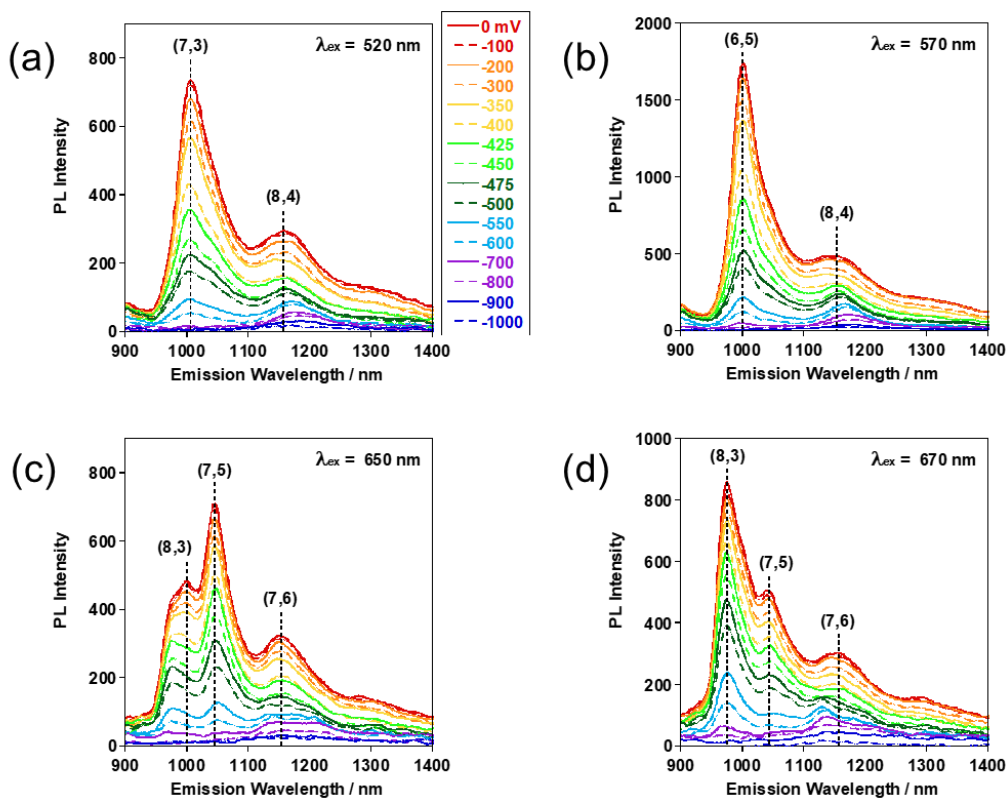 (a)
(7,3)
λex = 520 nm
(8,4)
PL Intensity
800
600
400
200
0
900 1000 1100 1200 1300 1400
Emission Wavelength / nm
0 mV
-100
-200
-300
-350
-400
-425
-450
-475
-500
-550
-600
-700
-800
-900
-1000
(b)
(6,5)
λex = 570 nm
(8,4)
PL Intensity
2000
1500
1000
500
0
900 1000 1100 1200 1300 1400
Emission Wavelength / nm
(c)
(7,5)
λex = 650 nm
(8,3)
(7,6)
PL Intensity
800
600
400
200
0
900 1000 1100 1200 1300 1400
Emission Wavelength / nm
(d)
(8,3)
λex = 670 nm
(7,5)
(7,6)
PL Intensity
1000
800
600
400
200
0
900 1000 1100 1200 1300 1400
Emission Wavelength / nm